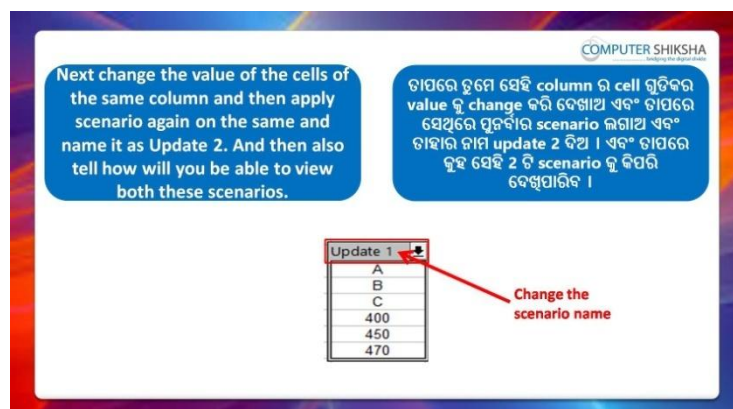 COMPUTER SHIKSHA
bridging the digital divide
Next change the value of the cells of
the same column and then apply
scenario again on the same and
name it as Update 2. And then also
tell how will you be able to view
both these scenarios.
ତାପରେ ତୁମେ ସେହି column ର cell ଗୁଡିକର
value କୁ change କରି ଦେଖାଅ ଏବଂ ତାପରେ
ସେଥିରେ ପୁନର୍ବାର scenario ଲଗାଅ ଏବଂ
ତାହାର ନାମ update 2 ଦିଅ । ଏବଂ ତାପରେ
କୁହ ସେହି 2 ଟି scenario କୁ କିପରି
ଦେଖିପାରିବ ।
Update 1
A
B
C
400
450
470
Change the
scenario name